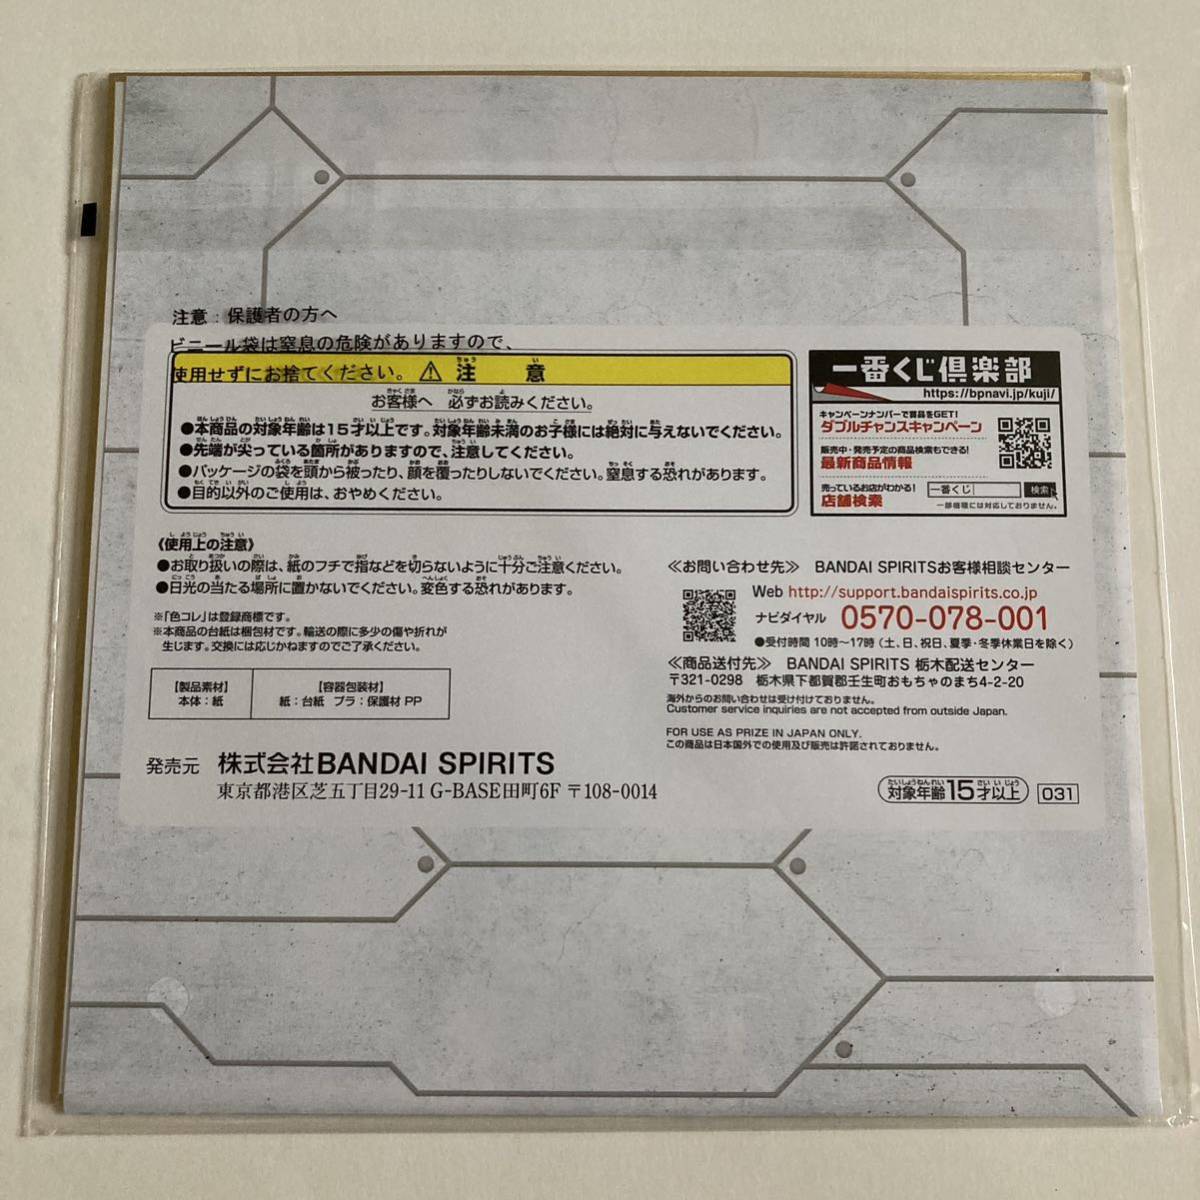 注意：保護者の方へ
ビニール袋は窒息の危険がありますので、
使用せずにお捨てください。
⚠ 注意
お客様へ 必ずお読みください。
●本商品の対象年齢は15才以上です。対象年齢未満のお子様には絶対に与えないでください。
●先端が尖っている箇所がありますので、注意してください。
●パッケージの袋を頭から被ったり、顔を覆ったりしないでください。窒息する恐れがあります。
●目的以外のご使用は、おやめください。
一番くじ倶楽部
https://bpnavi.jp/kuji/
キャンペーンナンバーで賞品をGET!
ダブルチャンスキャンペーン
販売中・発売予定の商品検索もできる!
最新商品情報
売っているお店がわかる!
店舗検索
一番くじ 検索
一部機種には対応しておりません。
《使用上の注意》
●お取り扱いの際は、紙のフチで指などを切らないように十分ご注意ください。
●日光の当たる場所に置かないでください。変色する恐れがあります。
※「色コレ」は登録商標です。
※本商品の台紙は梱包材です。輸送の際に多少の傷や折れが
生じます。交換には応じかねますのでご了承ください。
【製品素材】
本体：紙
【容器包装材】
紙：台紙 プラ：保護材 PP
≪お問い合わせ先≫ BANDAI SPIRITSお客様相談センター
Web http://support.bandaispirits.co.jp
ナビダイヤル 0570-078-001
●受付時間 10時～17時（土、日、祝日、夏季・冬季休業日を除く）
≪商品送付先≫ BANDAI SPIRITS 栃木配送センター
〒321-0298 栃木県下都賀郡壬生町おもちゃのまち4-2-20
海外からのお問い合わせは受け付けておりません。
Customer service inquiries are not accepted from outside Japan.
FOR USE AS PRIZE IN JAPAN ONLY.
この商品は日本国外での使用及び販売は許諾されておりません。
発売元 株式会社BANDAI SPIRITS
東京都港区芝五丁目29-11 G-BASE田町6F 〒108-0014
対象年齢15才以上
031